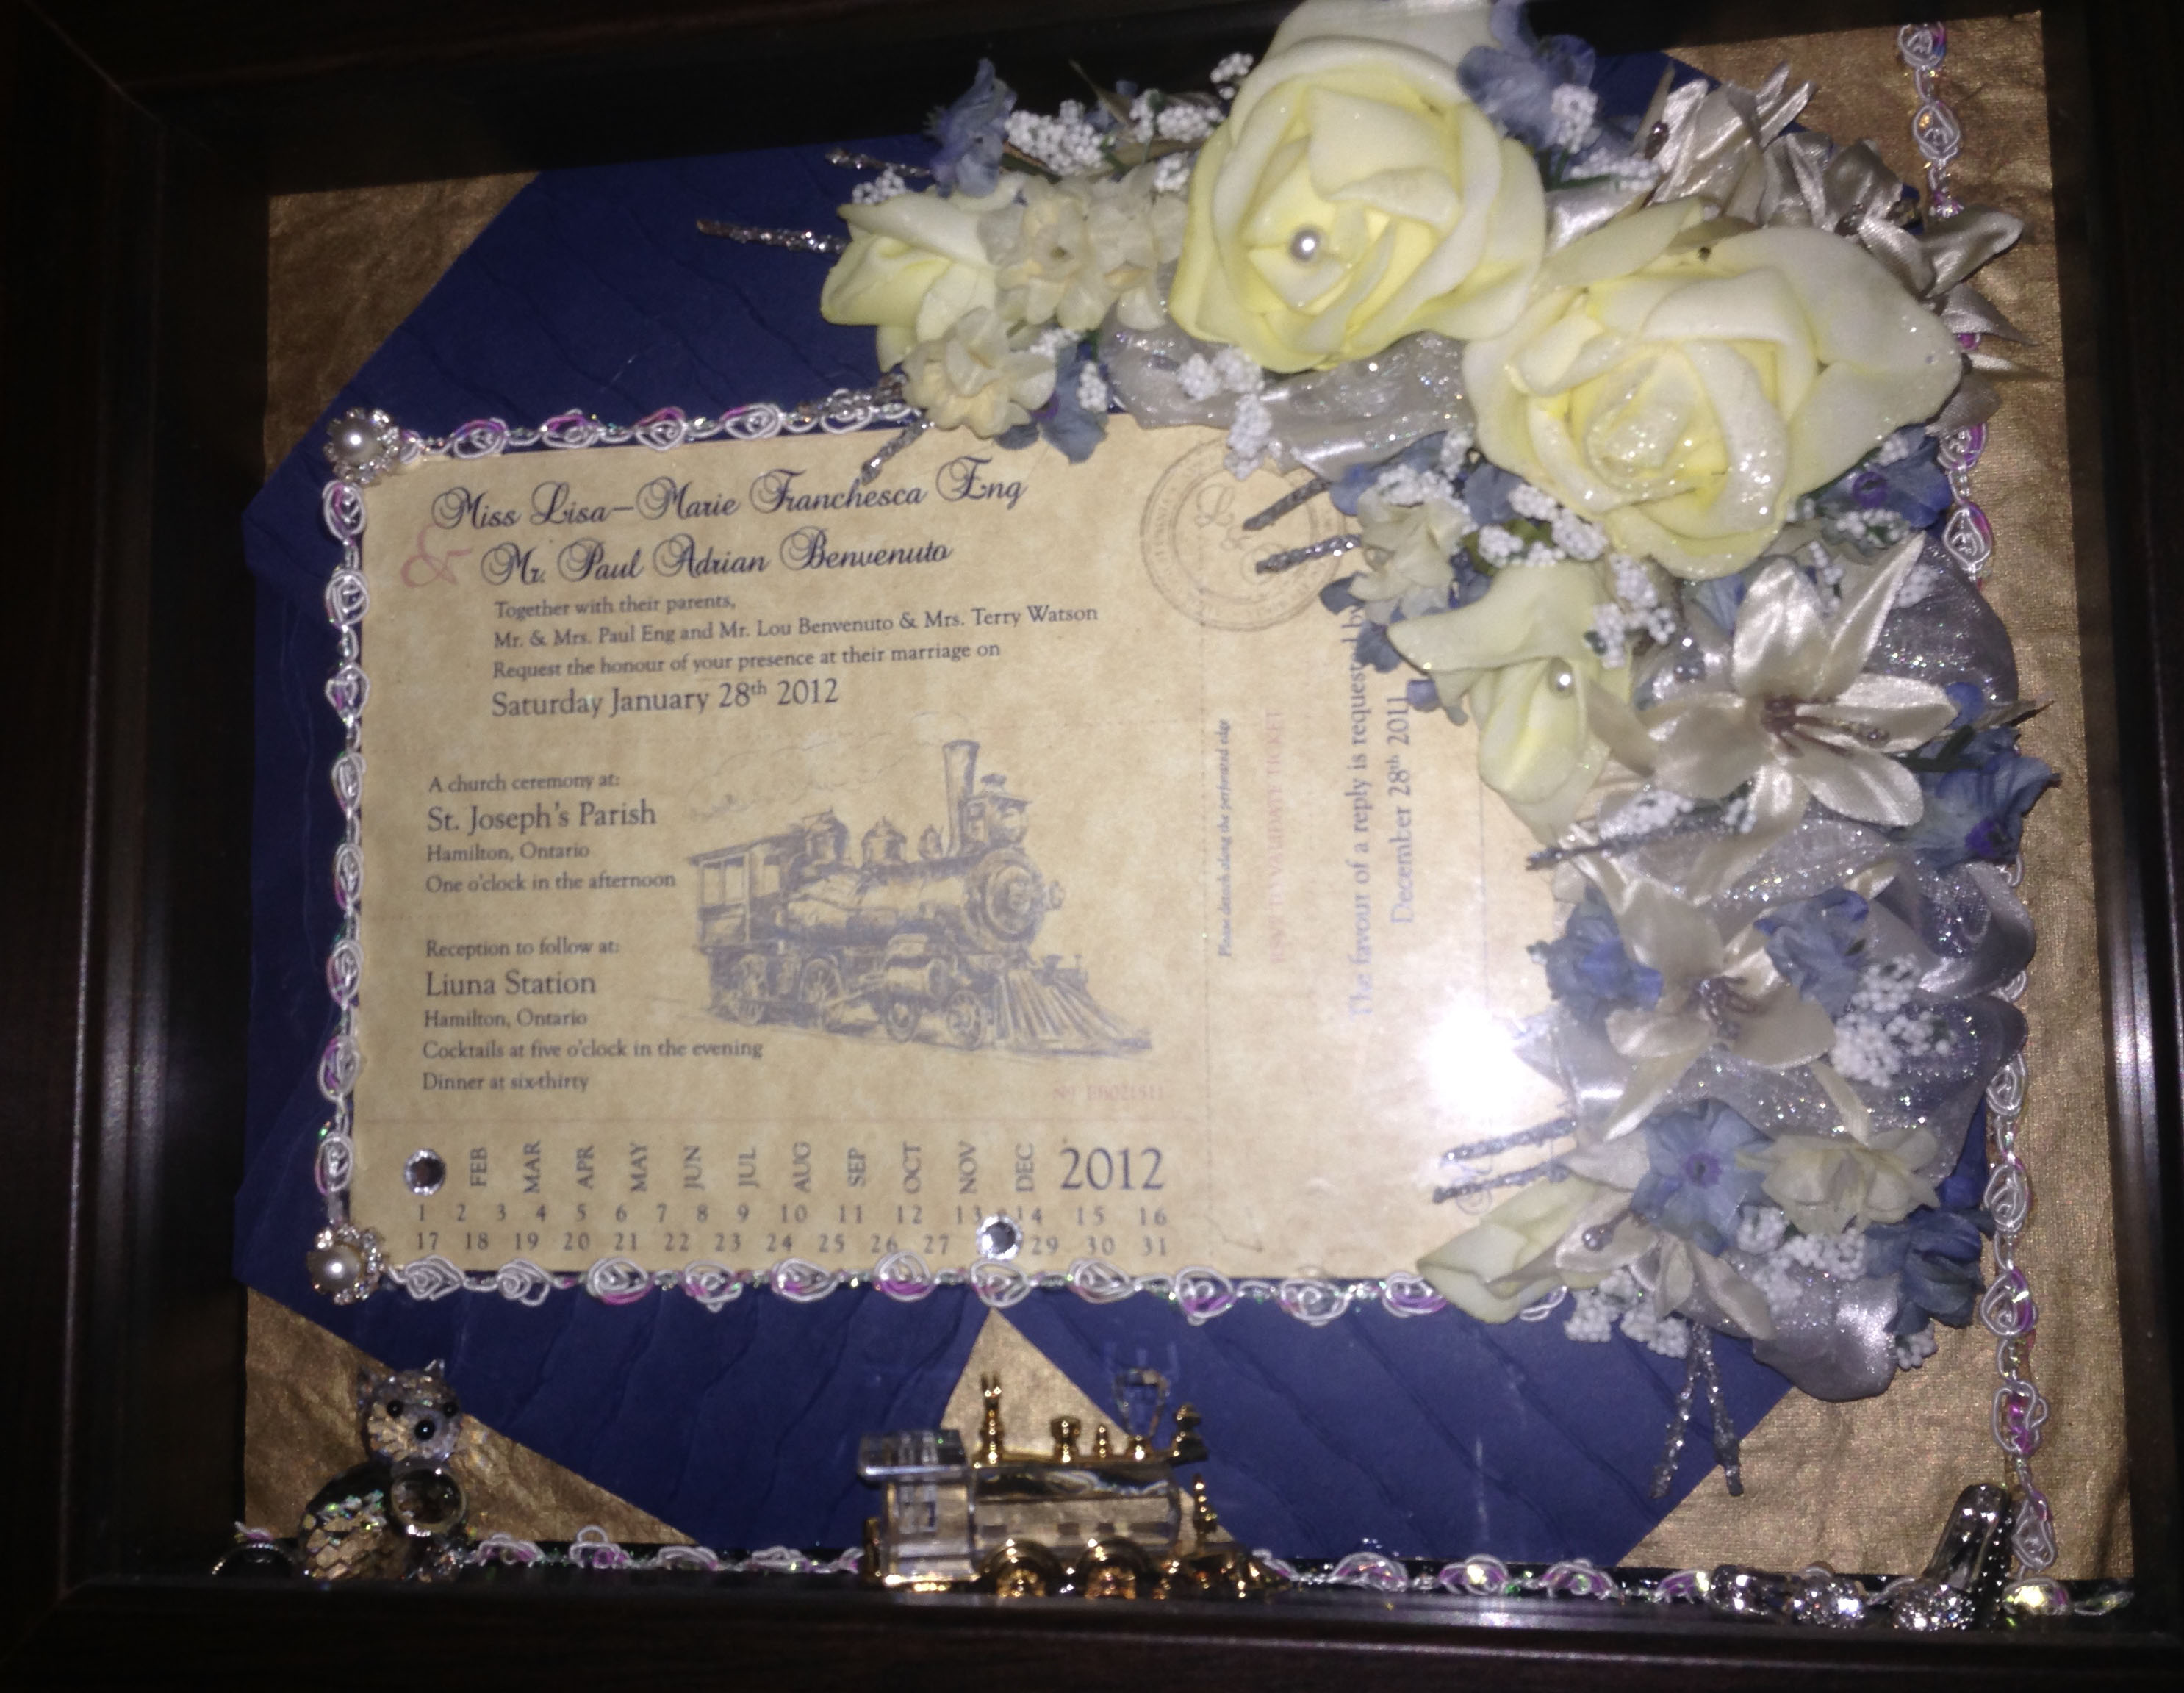 Miss Lisa-Marie Franchesca Eng
& Mr. Paul Adrian Benvenuto
Together with their parents,
Mr. & Mrs. Paul Eng and Mr. Lou Benvenuto & Mrs. Terry Watson
Request the honour of your presence at their marriage on
Saturday January 28th 2012
A church ceremony at:
St. Joseph's Parish
Hamilton, Ontario
One o'clock in the afternoon
Reception to follow at:
Liuna Station
Hamilton, Ontario
Cocktails at five o'clock in the evening
Dinner at six-thirty
FEB MAR APR MAY JUN JUL AUG SEP OCT NOV DEC 2012
1 2 3 4 5 6 7 8 9 10 11 12 13 14 15 16
17 18 19 20 21 22 23 24 25 26 27 29 30 31
Please detach along the perforated edge
TO VALIDATE TICKET
The favour of a reply is requested by
December 28th 2011